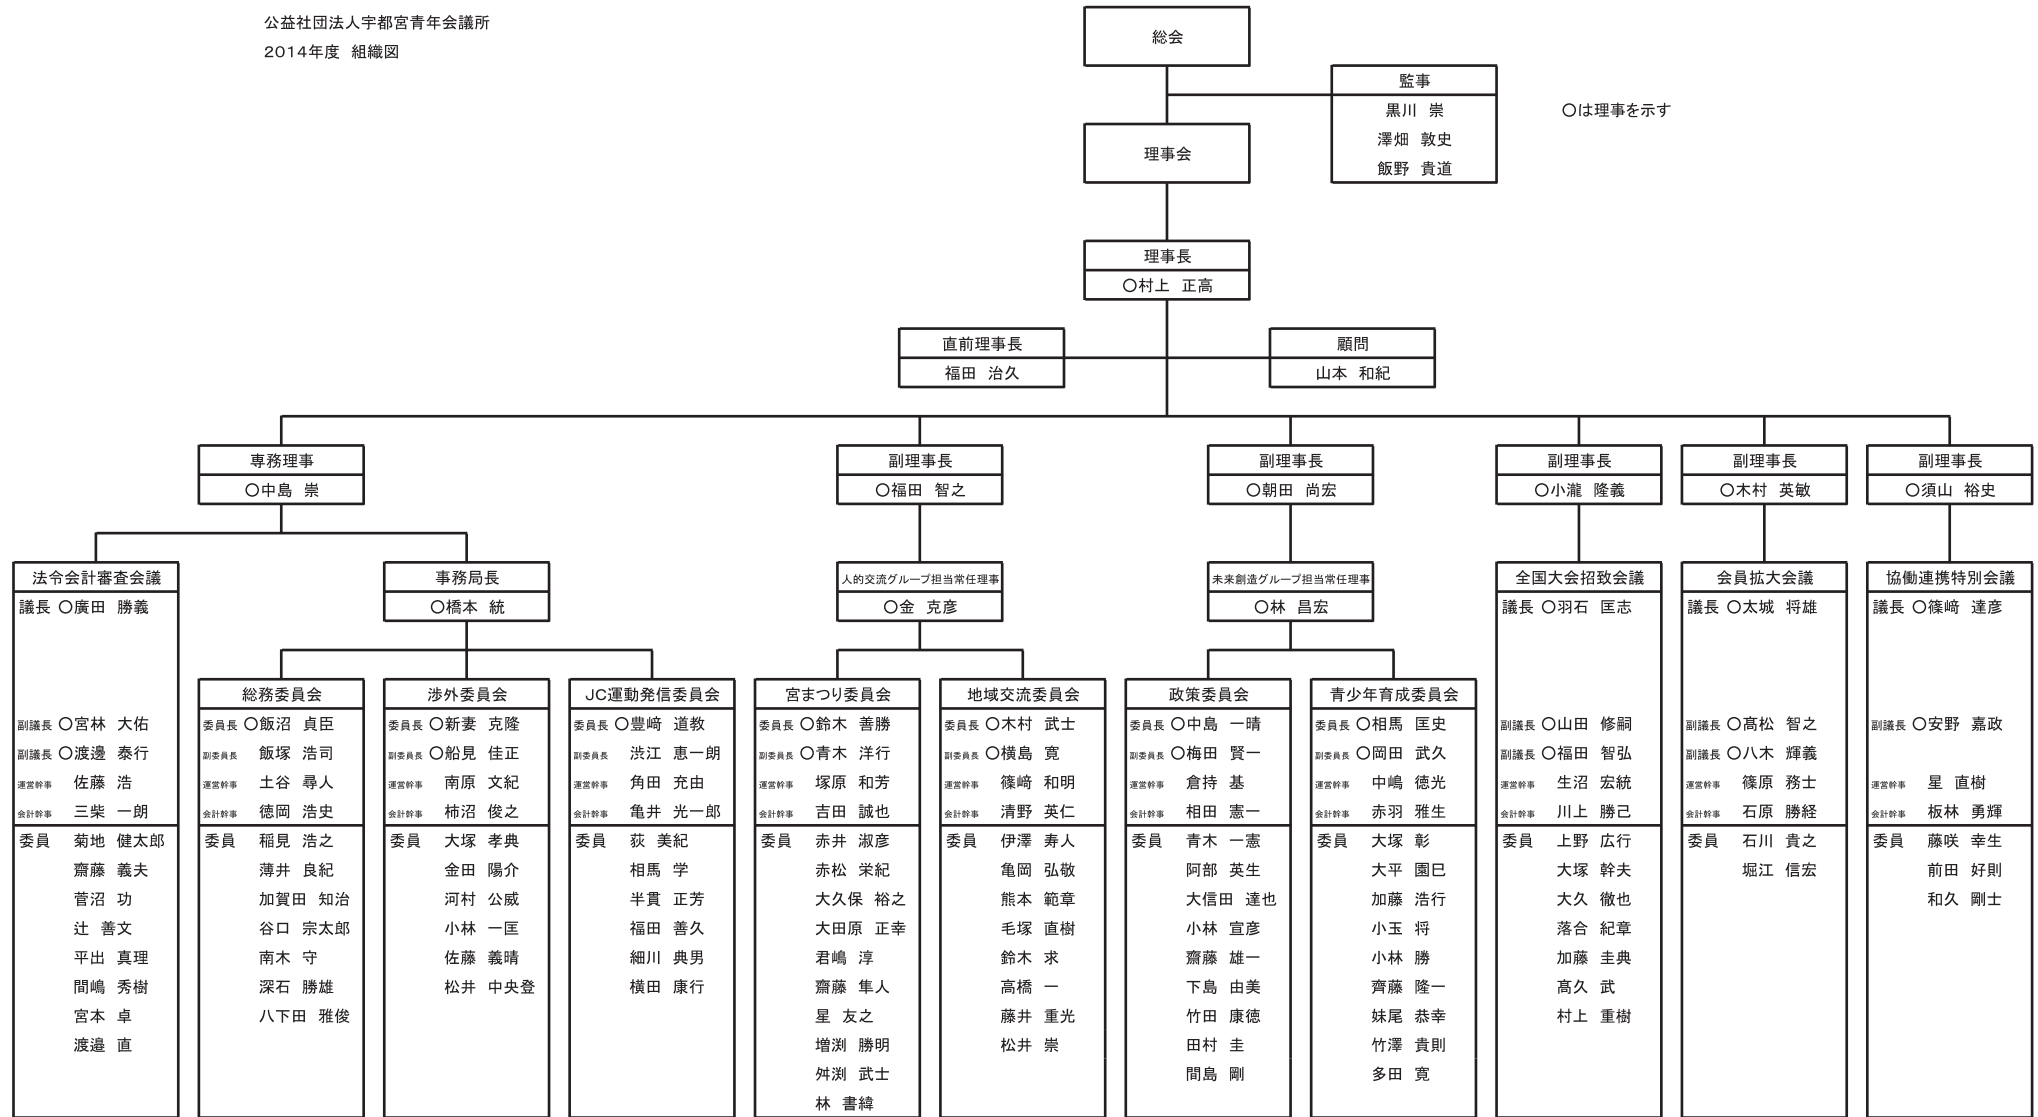 公益社団法人宇都宮青年会議所
2014年度 組織図
総会
監事
黒川 崇
澤畑 敦史
飯野 貴道
〇は理事を示す
理事会
理事長
〇村上 正高
直前理事長
福田 治久
顧問
山本 和紀
専務理事
〇中島 崇
副理事長
〇福田 智之
副理事長
〇朝田 尚宏
副理事長
〇小瀧 隆義
副理事長
〇木村 英敏
副理事長
〇須山 裕史
法令会計審査会議
議長 〇廣田 勝義
副議長 〇宮林 大佑
副議長 〇渡邊 泰行
運営幹事 佐藤 浩
会計幹事 三柴 一朗
委員 菊地 健太郎
齋藤 義夫
菅沼 功
辻 善文
平出 真理
間嶋 秀樹
宮本 卓
渡邉 直
事務局長
〇橋本 統
総務委員会
委員長 〇飯沼 貞臣
副委員長 飯塚 浩司
運営幹事 土谷 尋人
会計幹事 徳岡 浩史
委員 稲見 浩之
薄井 良紀
加賀田 知治
谷口 宗太郎
南木 守
深石 勝雄
八下田 雅俊
渉外委員会
委員長 〇新妻 克隆
副委員長 〇船見 佳正
運営幹事 南原 文紀
会計幹事 柿沼 俊之
委員 大塚 孝典
金田 陽介
河村 公威
小林 一匡
佐藤 義晴
松井 中央登
JC運動発信委員会
委員長 〇豊﨑 道教
副委員長 渋江 恵一朗
運営幹事 角田 充由
会計幹事 亀井 光一郎
委員 荻 美紀
相馬 学
半貫 正芳
福田 善久
細川 典男
横田 康行
人的交流グループ担当常任理事
〇金 克彦
宮まつり委員会
委員長 〇鈴木 善勝
副委員長 〇青木 洋行
運営幹事 塚原 和芳
会計幹事 吉田 誠也
委員 赤井 淑彦
赤松 栄紀
大久保 裕之
大田原 正幸
君嶋 淳
齋藤 隼人
星 友之
増渕 勝明
舛渕 武士
林 書緯
地域交流委員会
委員長 〇木村 武士
副委員長 〇横島 寛
運営幹事 篠﨑 和明
会計幹事 清野 英仁
委員 伊澤 寿人
亀岡 弘敬
熊本 範章
毛塚 直樹
鈴木 求
高橋 一
藤井 重光
松井 崇
未来創造グループ担当常任理事
〇林 昌宏
政策委員会
委員長 〇中島 一晴
副委員長 〇梅田 賢一
運営幹事 倉持 基
会計幹事 相田 憲一
委員 青木 一憲
阿部 英生
大信田 達也
小林 宣彦
齋藤 雄一
下島 由美
竹田 康徳
田村 圭
間島 剛
青少年育成委員会
委員長 〇相馬 匡史
副委員長 〇岡田 武久
運営幹事 中嶋 徳光
会計幹事 赤羽 雅生
委員 大塚 彰
大平 園巳
加藤 浩行
小玉 将
小林 勝
齊藤 隆一
妹尾 恭幸
竹澤 貴則
多田 寛
全国大会招致会議
議長 〇羽石 匡志
副議長 〇山田 修嗣
副議長 〇福田 智弘
運営幹事 生沼 宏統
会計幹事 川上 勝己
委員 上野 広行
大塚 幹夫
大久 徹也
落合 紀章
加藤 圭典
髙久 武
村上 重樹
会員拡大会議
議長 〇太城 将雄
副議長 〇髙松 智之
副議長 〇八木 輝義
運営幹事 篠原 務士
会計幹事 石原 勝経
委員 石川 貴之
堀江 信宏
協働連携特別会議
議長 〇篠﨑 達彦
副議長 〇安野 嘉政
運営幹事 星 直樹
会計幹事 板林 勇輝
委員 藤咲 幸生
前田 好則
和久 剛士